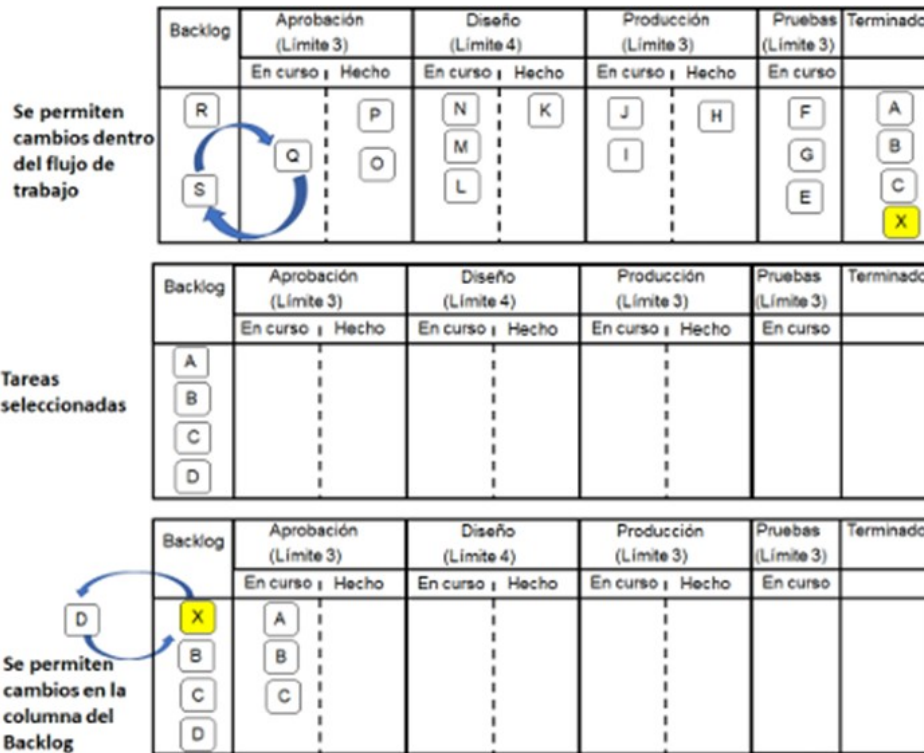 Backlog Aprobación Diseño Producción Pruebas Terminado
(Límite 3) (Límite 4) (Límite 3) (Límite 3)
En curso Hecho En curso Hecho En curso Hecho En curso
Se permiten
cambios dentro
del flujo de
trabajo
R P N K J H F A
Q O M I G B
S L E C
X
Backlog Aprobación Diseño Producción Pruebas Terminado
(Límite 3) (Límite 4) (Límite 3) (Límite 3)
En curso Hecho En curso Hecho En curso Hecho En curso
Tareas
seleccionadas
A
B
C
D
Backlog Aprobación Diseño Producción Pruebas Terminado
(Límite 3) (Límite 4) (Límite 3) (Límite 3)
En curso Hecho En curso Hecho En curso Hecho En curso
D X A
B B
C C
D
Se permiten
cambios en la
columna del
Backlog